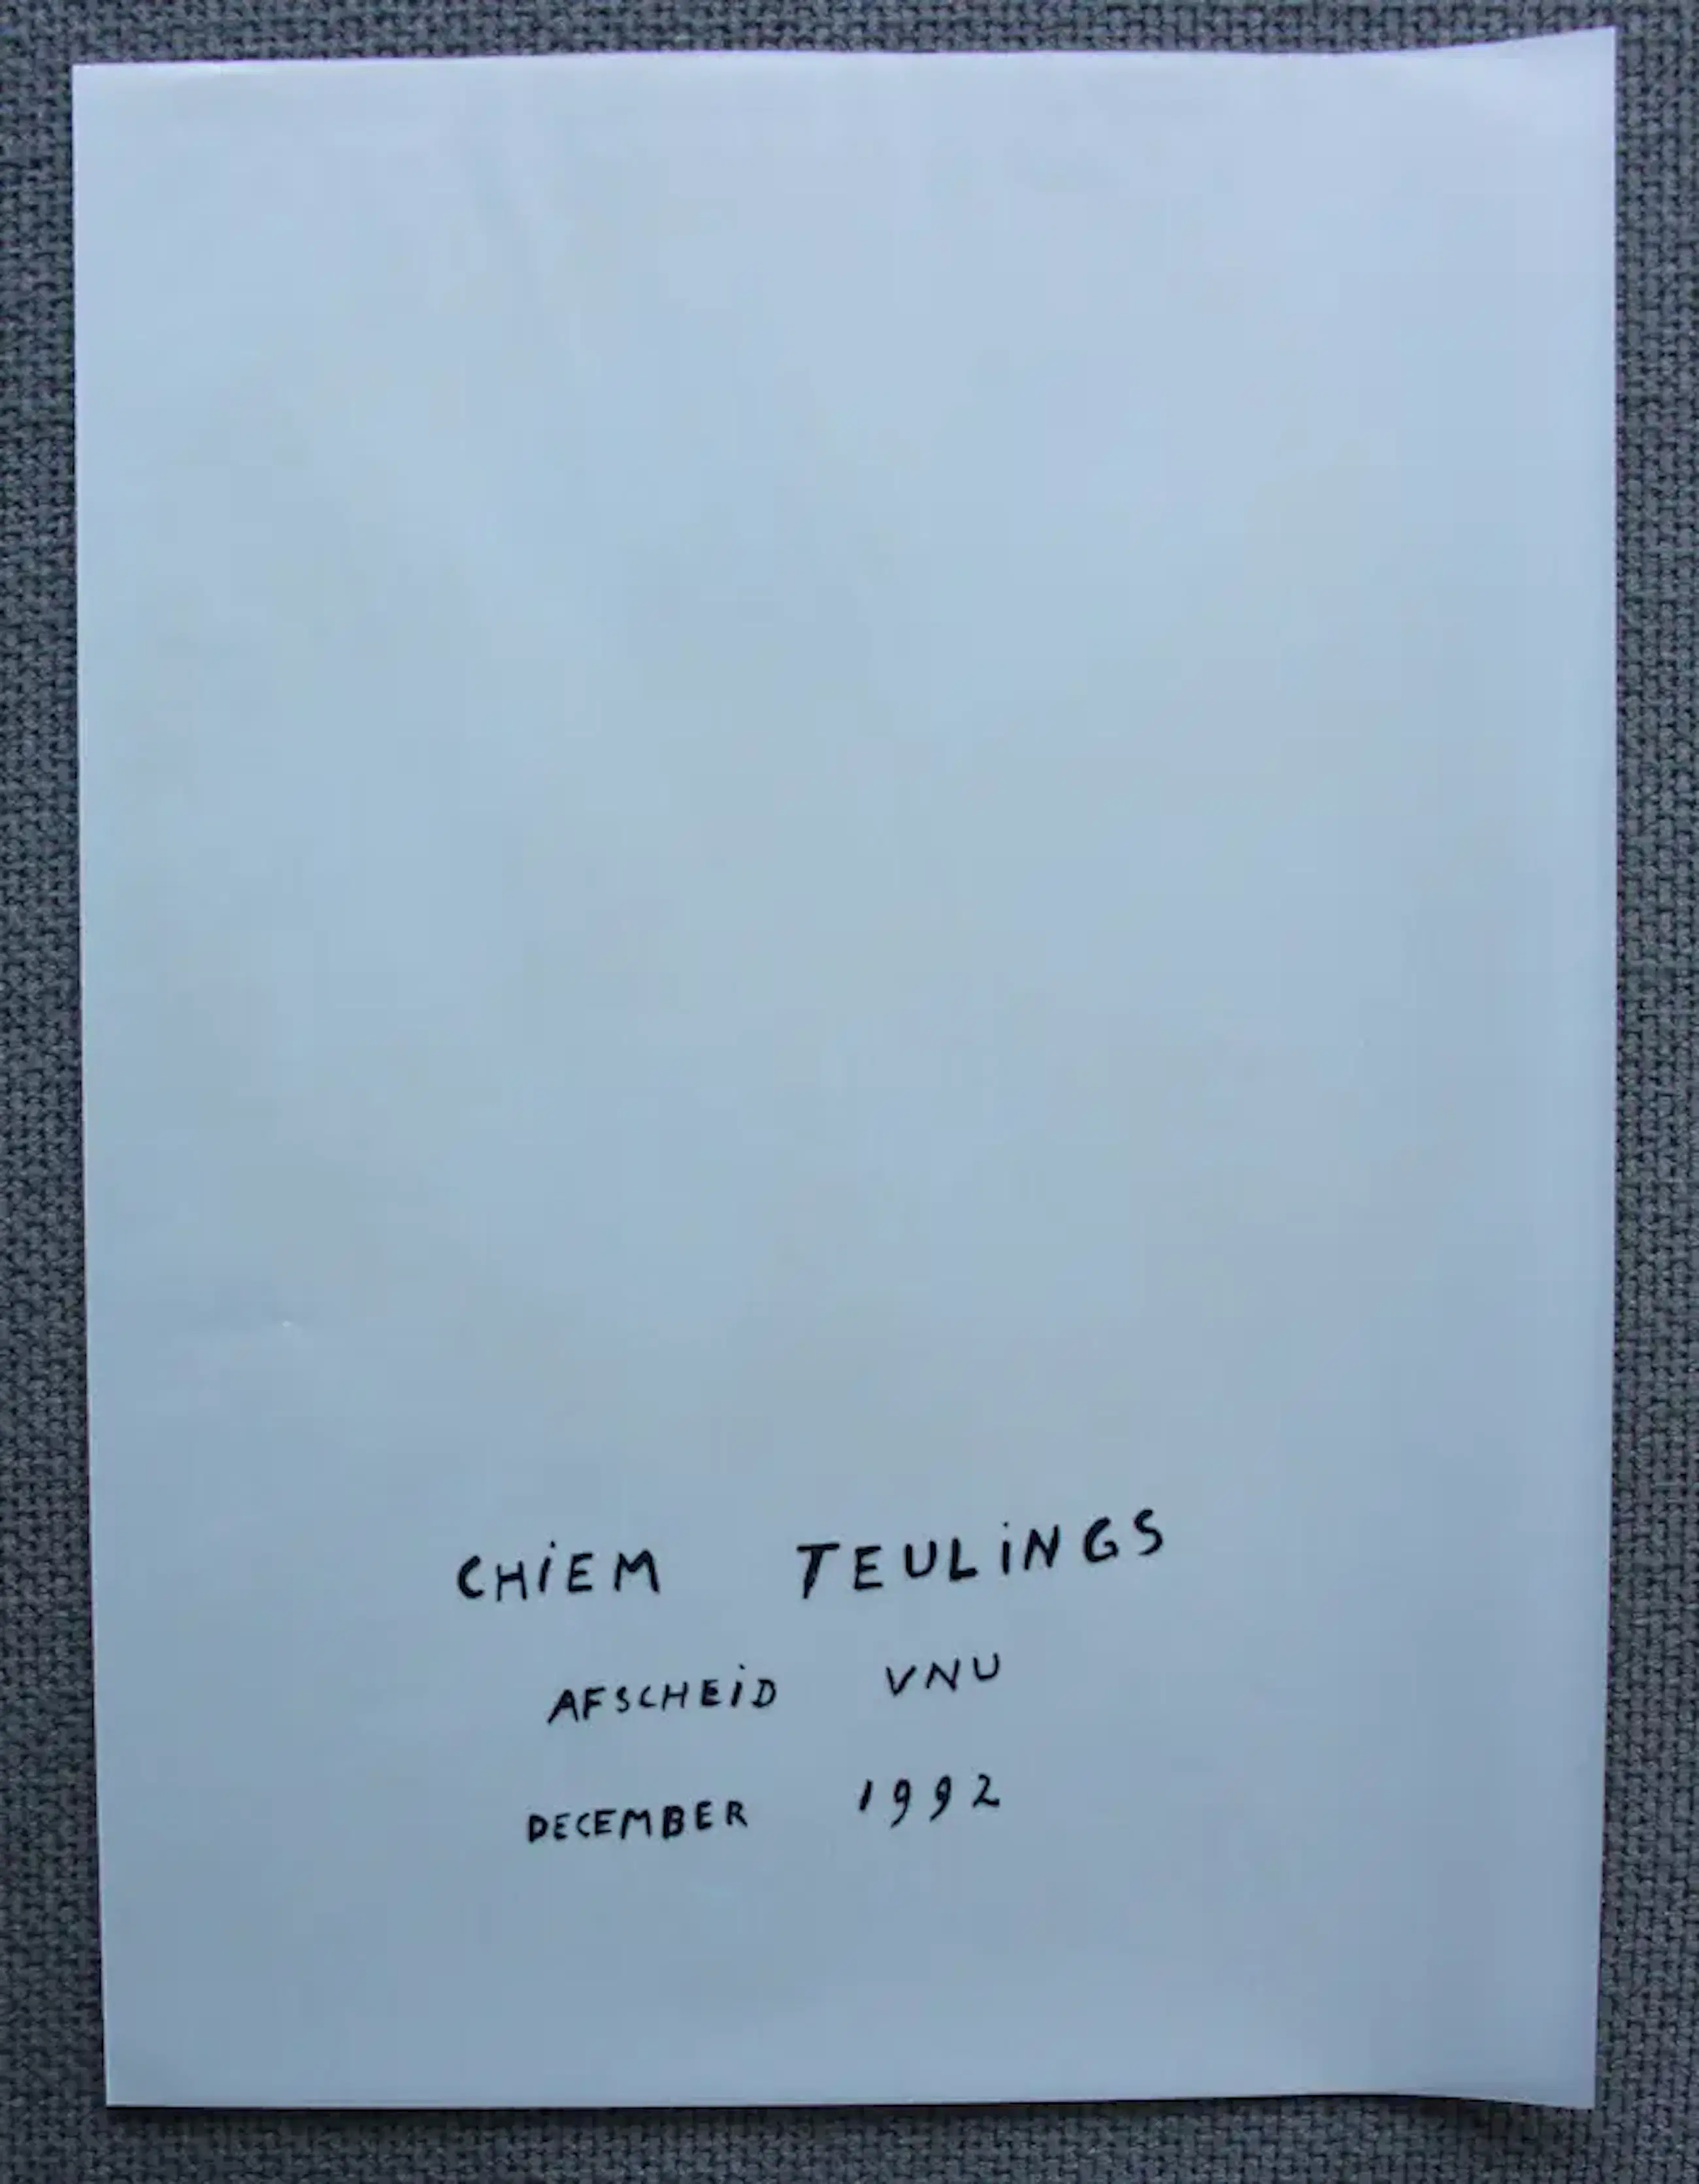 CHiEM TEULiNGS
AFSCHEiD VNU
DECEMBER 1992